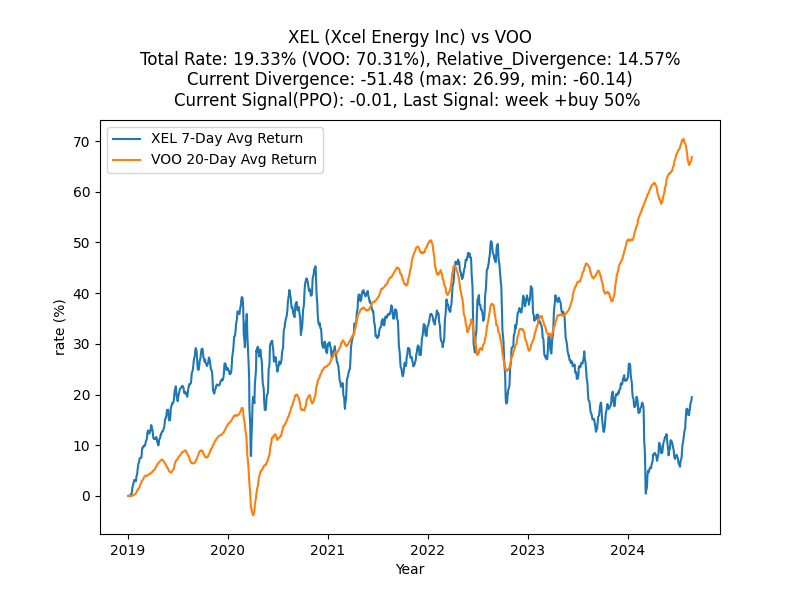 XEL (Xcel Energy Inc) vs VOO
Total Rate: 19.33% (VOO: 70.31%), Relative_Divergence: 14.57%
Current Divergence: -51.48 (max: 26.99, min: -60.14)
Current Signal(PPO): -0.01, Last Signal: week +buy 50%
XEL 7-Day Avg Return
VOO 20-Day Avg Return
rate (%)
70
60
50
40
30
20
10
0
2019 2020 2021 2022 2023 2024
Year